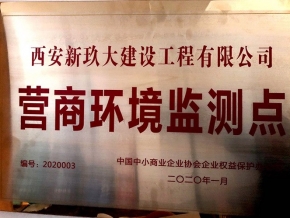 西安新玖大建设工程有限公司
营商环境监测点
编号：2020003
中国中小商业企业协会企业权益保护
二〇二〇年一月